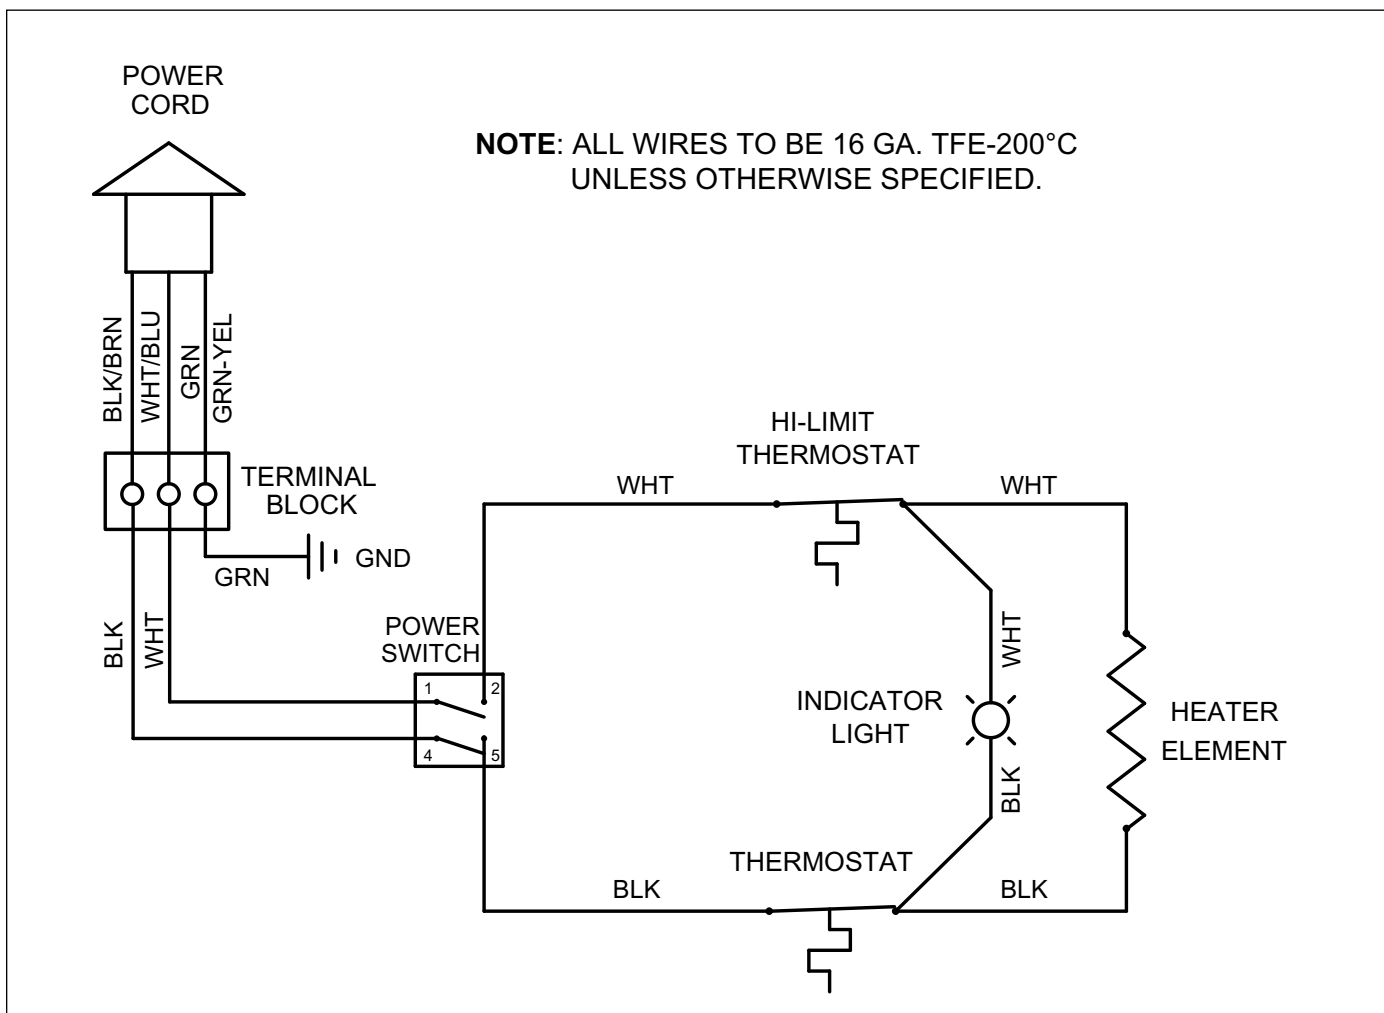 POWER
CORD
NOTE: ALL WIRES TO BE 16 GA. TFE-200°C
UNLESS OTHERWISE SPECIFIED.
BLK/BRN
WHT/BLU
GRN
GRN-YEL
TERMINAL
BLOCK
GND
GRN
BLK
WHT
POWER
SWITCH
1
2
4
5
HI-LIMIT
THERMOSTAT
WHT
WHT
WHT
INDICATOR
LIGHT
BLK
HEATER
ELEMENT
THERMOSTAT
BLK
BLK